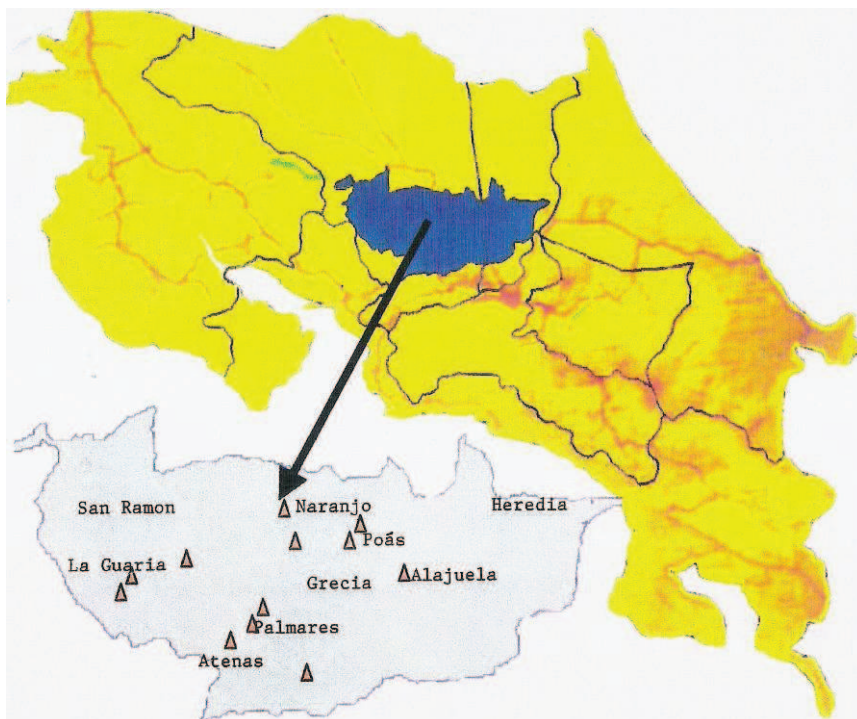 San Ramon
Naranjo
Heredia
Poás
La Guaria
Alajuela
Grecia
Palmares
Atenas